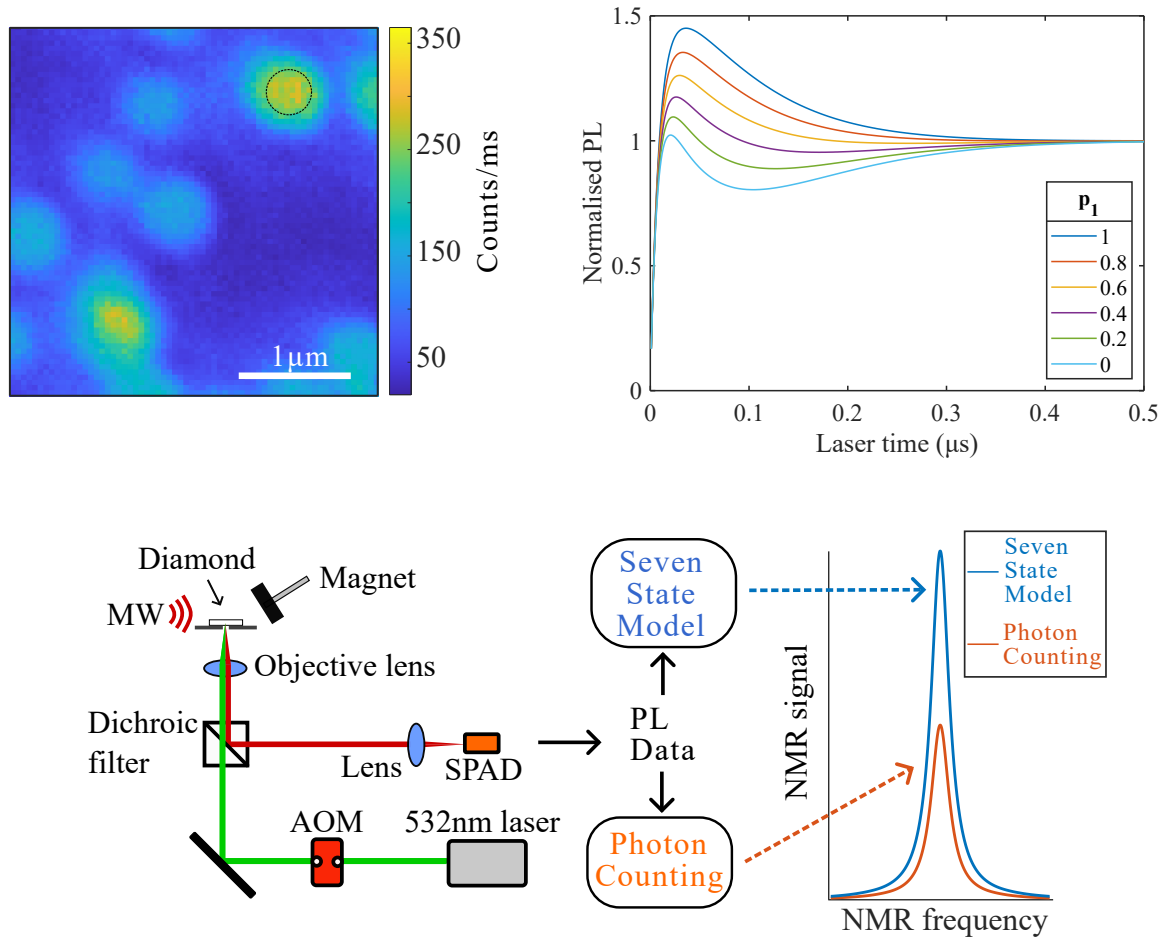 350
250
150
50
Counts/ms
1μm
1.5
1
0.5
0
Normalised PL
0
0.1
0.2
0.3
0.4
0.5
Laser time (μs)
p1
1
0.8
0.6
0.4
0.2
0
Diamond
Magnet
MW
Objective lens
Dichroic
filter
Lens
SPAD
AOM
532nm laser
Seven
State
Model
PL
Data
Photon
Counting
NMR signal
NMR frequency
Seven
State
Model
Photon
Counting